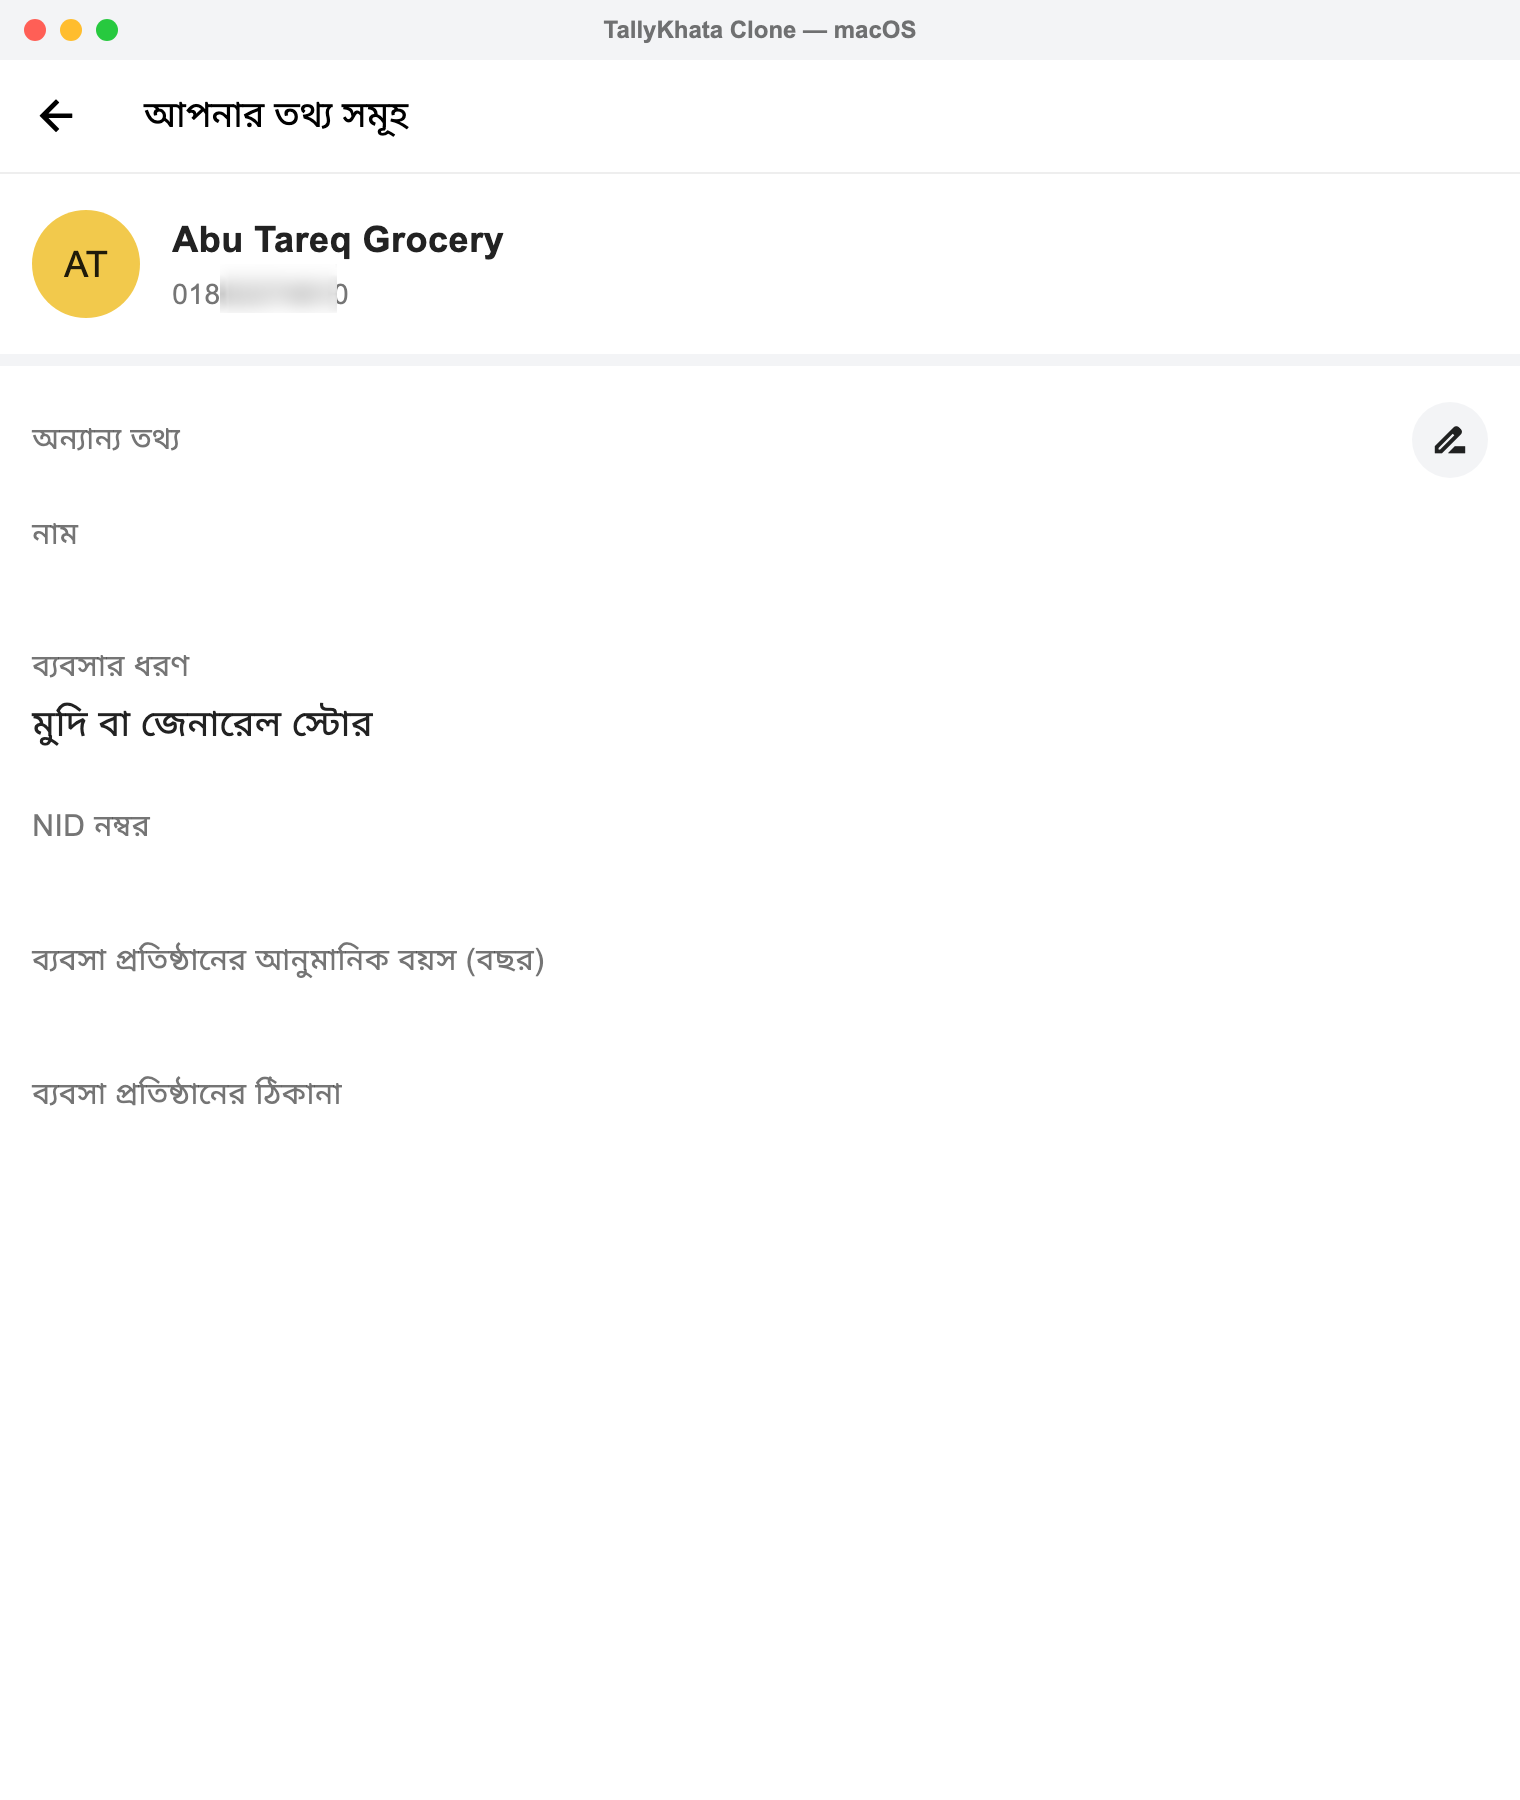 TallyKhata Clone — macOS
আপনার তথ্য সমূহ
AT
Abu Tareq Grocery
অন্যান্য তথ্য
নাম
ব্যবসার ধরণ
মুদি বা জেনারেল স্টোর
NID নম্বর
ব্যবসা প্রতিষ্ঠানের আনুমানিক বয়স (বছর)
ব্যবসা প্রতিষ্ঠানের ঠিকানা